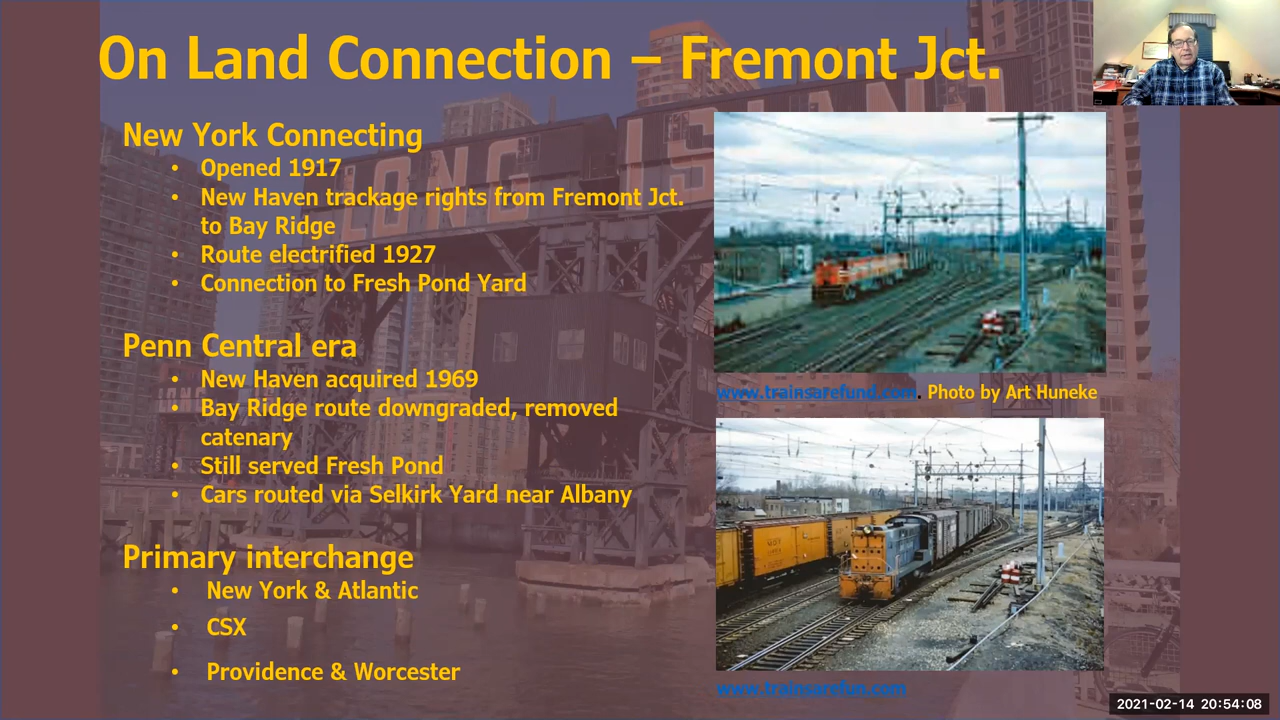 On Land Connection – Fremont Jct.
New York Connecting
• Opened 1917
• New Haven trackage rights from Fremont Jct.
to Bay Ridge
• Route electrified 1927
• Connection to Fresh Pond Yard
Penn Central era
• New Haven acquired 1969
• Bay Ridge route downgraded, removed
catenary
• Still served Fresh Pond
• Cars routed via Selkirk Yard near Albany
Primary interchange
• New York & Atlantic
• CSX
• Providence & Worcester
www.trainsarefund.com. Photo by Art Huneke
www.trainsarefun.com
LONG ISLAND
2021-02-14 20:54:08